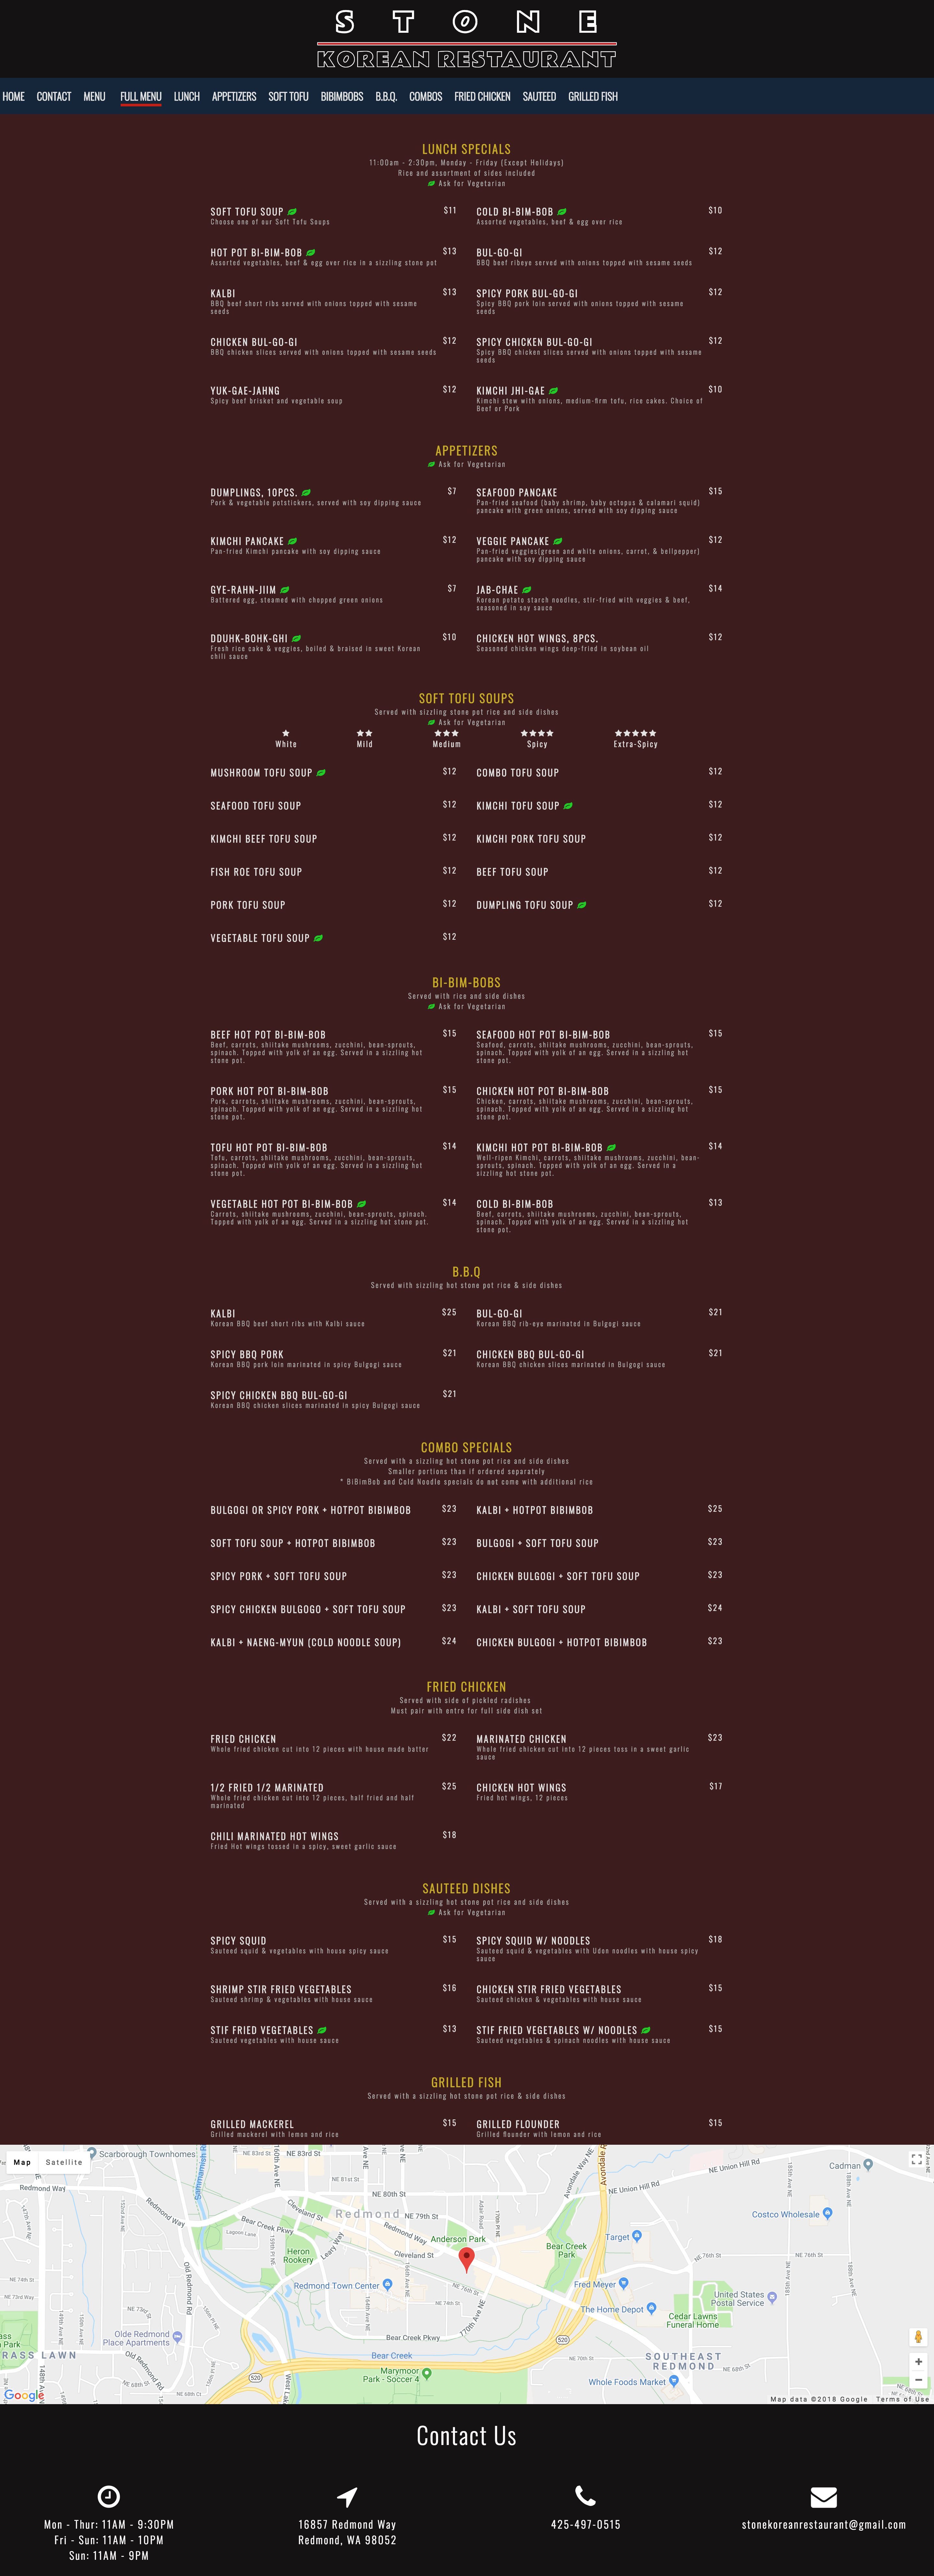 STONE
KOREAN RESTAURANT
HOME CONTACT MENU FULL MENU LUNCH APPETIZERS SOFT TOFU BIBIMBOBS B.B.Q. COMBOS FRIED CHICKEN SAUTEED GRILLED FISH
LUNCH SPECIALS
11:00am - 2:30pm, Monday - Friday (Except Holidays)
Rice and assortment of sides included
Ask for Vegetarian
SOFT TOFU SOUP $11
Choose one of our Soft Tofu Soups
COLD BI-BIM-BOB $10
Assorted vegetables, beef & egg over rice
HOT POT BI-BIM-BOB $13
Assorted vegetables, beef & egg over rice in a sizzling stone pot
BUL-GO-GI $12
BBQ beef ribeye served with onions topped with sesame seeds
KALBI $13
BBQ beef short ribs served with onions topped with sesame
seeds
SPICY PORK BUL-GO-GI $12
Spicy BBQ pork loin served with onions topped with sesame
seeds
CHICKEN BUL-GO-GI $12
BBQ chicken slices served with onions topped with sesame seeds
SPICY CHICKEN BUL-GO-GI $12
Spicy BBQ chicken slices served with onions topped with sesame
seeds
YUK-GAE-JAHNG $12
Spicy beef brisket and vegetable soup
KIMCHI JHI-GAE $10
Kimchi stew with onions, medium-firm tofu, rice cakes. Choice of
Beef or Pork
APPETIZERS
Ask for Vegetarian
DUMPLINGS, 10PCS. $7
Pork & vegetable potstickers, served with soy dipping sauce
SEAFOOD PANCAKE $15
Pan-fried seafood (baby shrimp, baby octopus & calamari squid)
pancake with green onions, served with soy dipping sauce
KIMCHI PANCAKE $12
Pan-fried Kimchi pancake with soy dipping sauce
VEGGIE PANCAKE $12
Pan-fried veggies(green and white onions, carrot, & bellpepper)
pancake with soy dipping sauce
GYE-RAHN-JIIM $7
Battered egg, steamed with chopped green onions
JAB-CHAE $14
Korean potato starch noodles, stir-fried with veggies & beef,
seasoned in soy sauce
DDUHK-BOHK-GHI $10
Fresh rice cake & veggies, boiled & braised in sweet Korean
chili sauce
CHICKEN HOT WINGS, 8PCS. $12
Seasoned chicken wings deep-fried in soybean oil
SOFT TOFU SOUPS
Served with sizzling stone pot rice and side dishes
Ask for Vegetarian
★ ★★ ★★★ ★★★★ ★★★★★
White Mild Medium Spicy Extra-Spicy
MUSHROOM TOFU SOUP $12
COMBO TOFU SOUP $12
SEAFOOD TOFU SOUP $12
KIMCHI TOFU SOUP $12
KIMCHI BEEF TOFU SOUP $12
KIMCHI PORK TOFU SOUP $12
FISH ROE TOFU SOUP $12
BEEF TOFU SOUP $12
PORK TOFU SOUP $12
DUMPLING TOFU SOUP $12
VEGETABLE TOFU SOUP $12
BI-BIM-BOBS
Served with rice and side dishes
Ask for Vegetarian
BEEF HOT POT BI-BIM-BOB $15
Beef, carrots, shiitake mushrooms, zucchini, bean-sprouts,
spinach. Topped with yolk of an egg. Served in a sizzling hot
stone pot.
SEAFOOD HOT POT BI-BIM-BOB $15
Seafood, carrots, shiitake mushrooms, zucchini, bean-sprouts,
spinach. Topped with yolk of an egg. Served in a sizzling hot
stone pot.
PORK HOT POT BI-BIM-BOB $15
Pork, carrots, shiitake mushrooms, zucchini, bean-sprouts,
spinach. Topped with yolk of an egg. Served in a sizzling hot
stone pot.
CHICKEN HOT POT BI-BIM-BOB $15
Chicken, carrots, shiitake mushrooms, zucchini, bean-sprouts,
spinach. Topped with yolk of an egg. Served in a sizzling hot
stone pot.
TOFU HOT POT BI-BIM-BOB $14
Tofu, carrots, shiitake mushrooms, zucchini, bean-sprouts,
spinach. Topped with yolk of an egg. Served in a sizzling hot
stone pot.
KIMCHI HOT POT BI-BIM-BOB $14
Well-ripen Kimchi, carrots, shiitake mushrooms, zucchini, bean-
sprouts, spinach. Topped with yolk of an egg. Served in a
sizzling hot stone pot.
VEGETABLE HOT POT BI-BIM-BOB $14
Carrots, shiitake mushrooms, zucchini, bean-sprouts, spinach.
Topped with yolk of an egg. Served in a sizzling hot stone pot.
COLD BI-BIM-BOB $13
Beef, carrots, shiitake mushrooms, zucchini, bean-sprouts,
spinach. Topped with yolk of an egg. Served in a sizzling hot
stone pot.
B.B.Q
Served with sizzling hot stone pot rice & side dishes
KALBI $25
Korean BBQ beef short ribs with Kalbi sauce
BUL-GO-GI $21
Korean BBQ rib-eye marinated in Bulgogi sauce
SPICY BBQ PORK $21
Korean BBQ pork loin marinated in spicy Bulgogi sauce
CHICKEN BBQ BUL-GO-GI $21
Korean BBQ chicken slices marinated in Bulgogi sauce
SPICY CHICKEN BBQ BUL-GO-GI $21
Korean BBQ chicken slices marinated in spicy Bulgogi sauce
COMBO SPECIALS
Served with a sizzling hot stone pot rice and side dishes
Smaller portions than if ordered separately
* BiBimBob and Cold Noodle specials do not come with additional rice
BULGOGI OR SPICY PORK + HOTPOT BIBIMBOB $23
KALBI + HOTPOT BIBIMBOB $25
SOFT TOFU SOUP + HOTPOT BIBIMBOB $23
BULGOGI + SOFT TOFU SOUP $23
SPICY PORK + SOFT TOFU SOUP $23
CHICKEN BULGOGI + SOFT TOFU SOUP $23
SPICY CHICKEN BULGOGO + SOFT TOFU SOUP $23
KALBI + SOFT TOFU SOUP $24
KALBI + NAENG-MYUN (COLD NOODLE SOUP) $24
CHICKEN BULGOGI + HOTPOT BIBIMBOB $23
FRIED CHICKEN
Served with side of pickled radishes
Must pair with entre for full side dish set
FRIED CHICKEN $22
Whole fried chicken cut into 12 pieces with house made batter
MARINATED CHICKEN $23
Whole fried chicken cut into 12 pieces toss in a sweet garlic
sauce
1/2 FRIED 1/2 MARINATED $25
Whole fried chicken cut into 12 pieces, half fried and half
marinated
CHICKEN HOT WINGS $17
Fried hot wings, 12 pieces
CHILI MARINATED HOT WINGS $18
Fried Hot wings tossed in a spicy, sweet garlic sauce
SAUTEED DISHES
Served with a sizzling hot stone pot rice and side dishes
Ask for Vegetarian
SPICY SQUID $15
Sauteed squid & vegetables with house spicy sauce
SPICY SQUID W/ NOODLES $18
Sauteed squid & vegetables with Udon noodles with house spicy
sauce
SHRIMP STIR FRIED VEGETABLES $16
Sauteed shrimp & vegetables with house sauce
CHICKEN STIR FRIED VEGETABLES $15
Sauteed chicken & vegetables with house sauce
STIF FRIED VEGETABLES $13
Sauteed vegetables with house sauce
STIF FRIED VEGETABLES W/ NOODLES $15
Sauteed vegetables & spinach noodles with house sauce
GRILLED FISH
Served with a sizzling hot stone pot rice & side dishes
GRILLED MACKEREL $15
Grilled mackerel with lemon and rice
GRILLED FLOUNDER $15
Grilled flounder with lemon and rice
Map Satellite
Scarborough Townhomes
NE 83rd St
NE 83rd St
Redmond Way
NE 81st St
NE 80th St
NE Union Hill Rd
NE Union Hill Rd
Cadman
Avondale Way NE
Redmond Way
Cleveland St
Redmond
NE 79th St
Costco Wholesale
Bear Creek Pkwy
Leary Way
Redmond Way
Anderson Park
Target
Heron
Rookery
Cleveland St
Bear Creek
Park
NE 76th St
NE 76th St
Old Redmond Rd
Redmond Town Center
Fred Meyer
United States
Postal Service
170th Ave NE
The Home Depot
Cedar Lawns
Funeral Home
Olde Redmond
Place Apartments
Bear Creek Pkwy
520
RASS LAWN
Bear Creek
SOUTHEAST
REDMOND
Old Redmond Rd
520
Marymoor
Park - Soccer 4
Whole Foods Market
NE 68th St
Google
Map data ©2018 Google Terms of Use
Contact Us
Mon - Thur: 11AM - 9:30PM
Fri - Sun: 11AM - 10PM
Sun: 11AM - 9PM
16857 Redmond Way
Redmond, WA 98052
425-497-0515
stonekoreanrestaurant@gmail.com